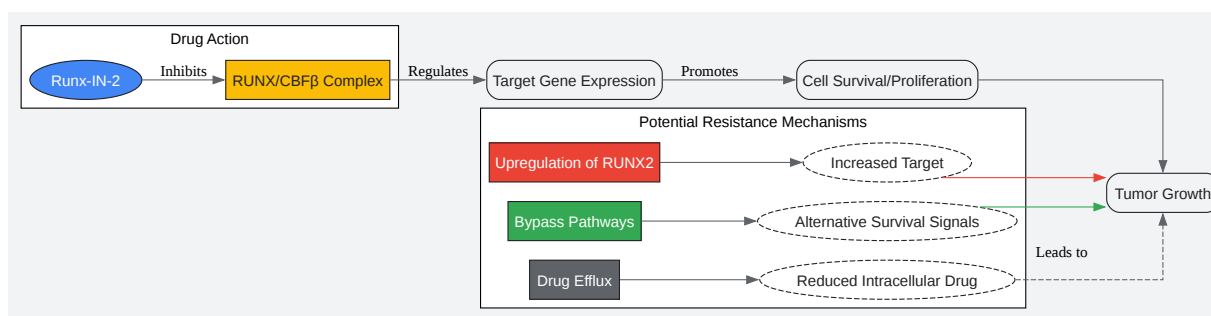 Drug Action
Runx-IN-2
Inhibits
RUNX/CBFβ Complex
Regulates
Target Gene Expression
Promotes
Cell Survival/Proliferation
Potential Resistance Mechanisms
Upregulation of RUNX2
Increased Target
Tumor Growth
Bypass Pathways
Alternative Survival Signals
Leads to
Drug Efflux
Reduced Intracellular Drug